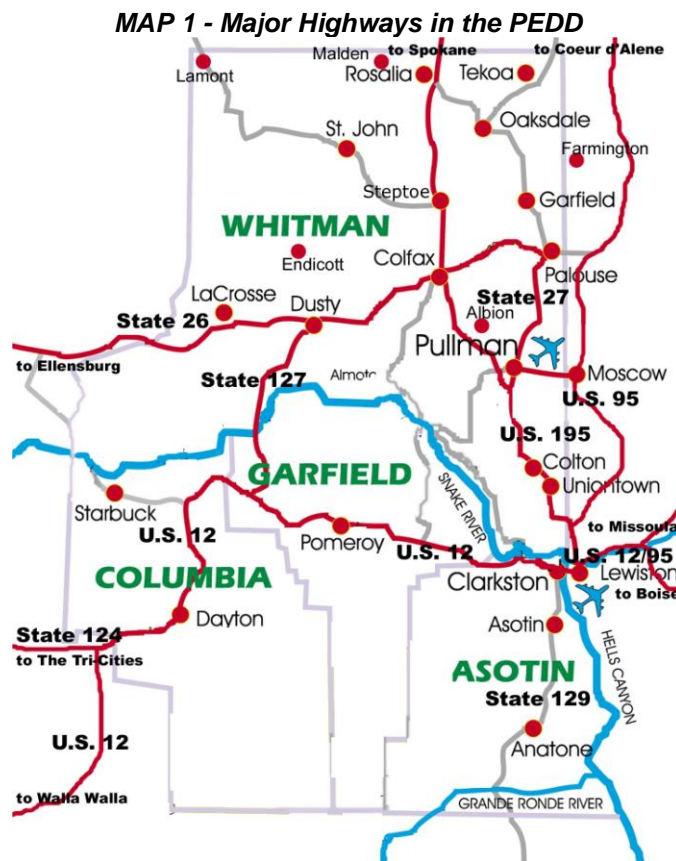 MAP 1 - Major Highways in the PEDD
Malden
to Spokane
to Coeur d'Alene
Lamont
Rosalia
Tekoa
Oaksdale
St. John
Farmington
Steptoe
Garfield
WHITMAN
Endicott
Colfax
Palouse
LaCrosse
Dusty
State 27
State 26
Albion
Pullman
to Ellensburg
State 127
Almota
Moscow
U.S. 95
U.S. 195
GARFIELD
Colton
SNAKE RIVER
Uniontown
Starbuck
U.S. 12
Pomeroy
U.S. 12
to Missoula
U.S. 12/95
COLUMBIA
Clarkston
Lewiston
to Boise
Dayton
Asotin
State 124
to The Tri-Cities
HELLS CANYON
ASOTIN
State 129
U.S. 12
Anatone
to Walla Walla
GRANDE RONDE RIVER